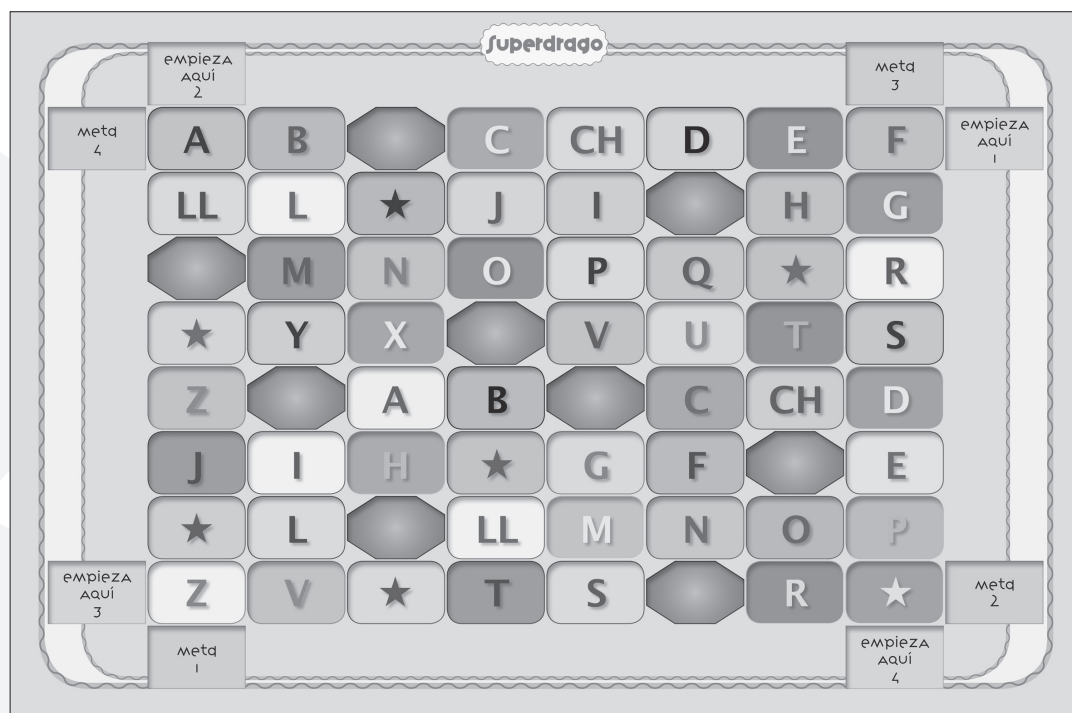 Superdrago
empieza
aquí
2
meta
3
meta
4
A B C CH D E F
empieza
aquí
1
LL L ★ J I H G
M N O P Q ★ R
★ Y X V U T S
Z A B C CH D
J I H ★ G F E
★ L LL M N O P
empieza
aquí
3
Z V ★ T S R ★
meta
2
meta
1
empieza
aquí
4